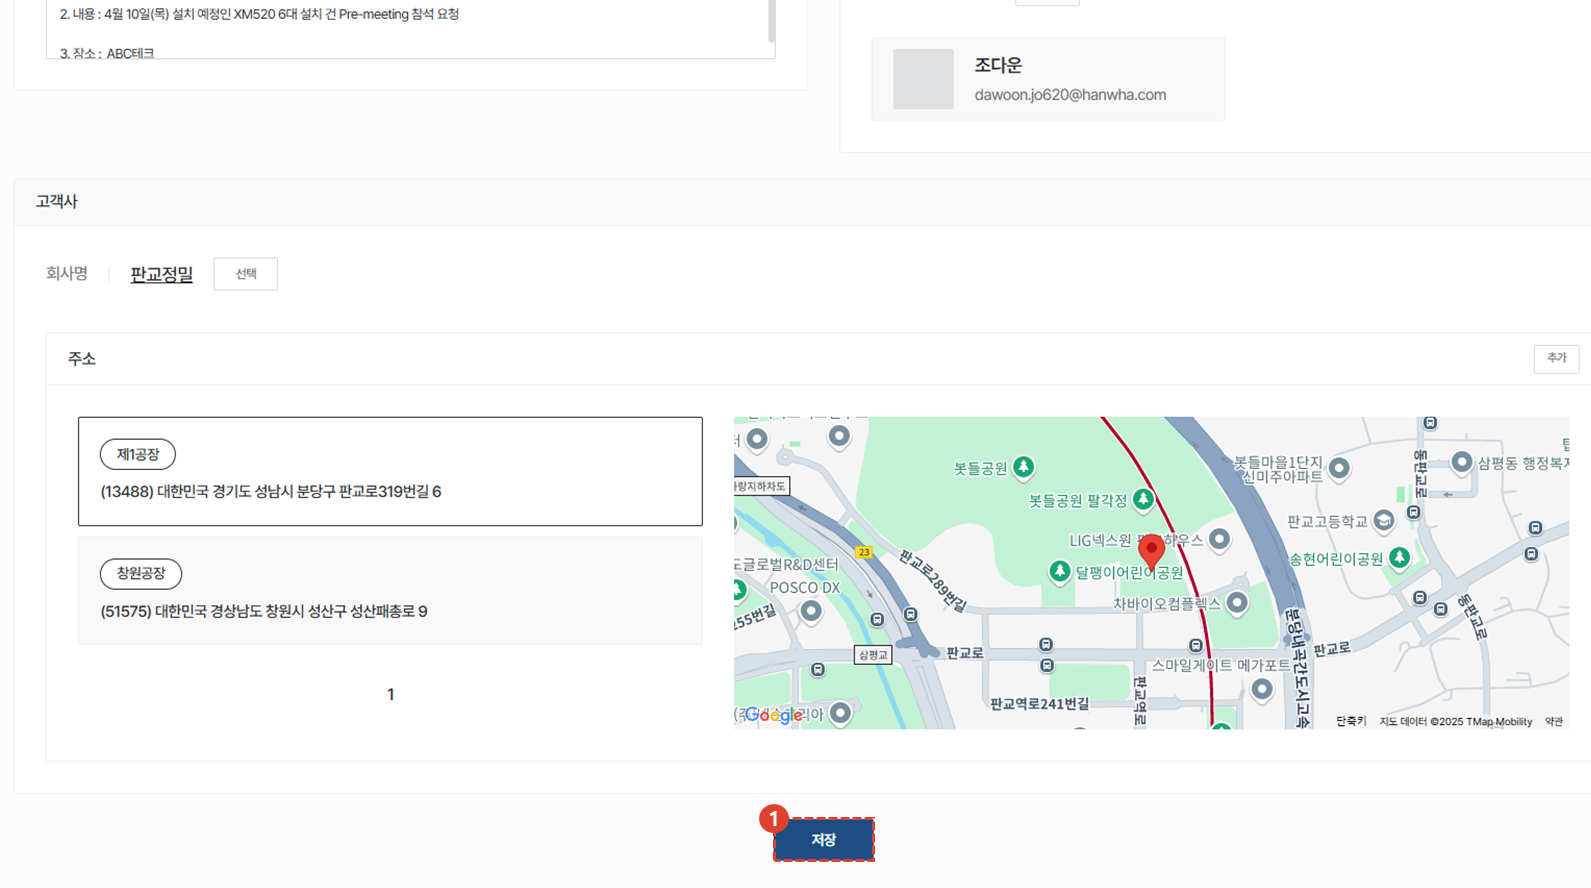 2. 내용 : 4월 10일(목) 설치 예정인 XM520 6대 설치 건 Pre-meeting 참석 요청
3. 장소 : ABC테크
조다운
dawoon.jo620@hanwha.com
고객사
회사명
판교정밀
선택
주소
추가
제1공장
(13488) 대한민국 경기도 성남시 분당구 판교로319번길 6
창원공장
(51575) 대한민국 경상남도 창원시 성산구 성산패총로 9
1
봇들공원
봇들공원 팔각정
LIG넥스원
하우스
달팽이어린이공원
차바이오컴플렉스
봇들마을1단지
신미주아파트
동판교로
삼평동 행정복지
판교고등학교
송현어린이공원
23
판교로289번길
도글로벌R&D센터
POSCO DX
255번길
삼평교
판교로
스마일게이트 메가포트
판교로
동판교로
분당내곡간도시고속
판교역로241번길
판교역로
Google
단축키
지도 데이터 ©2025 TMap Mobility
약관
1
저장